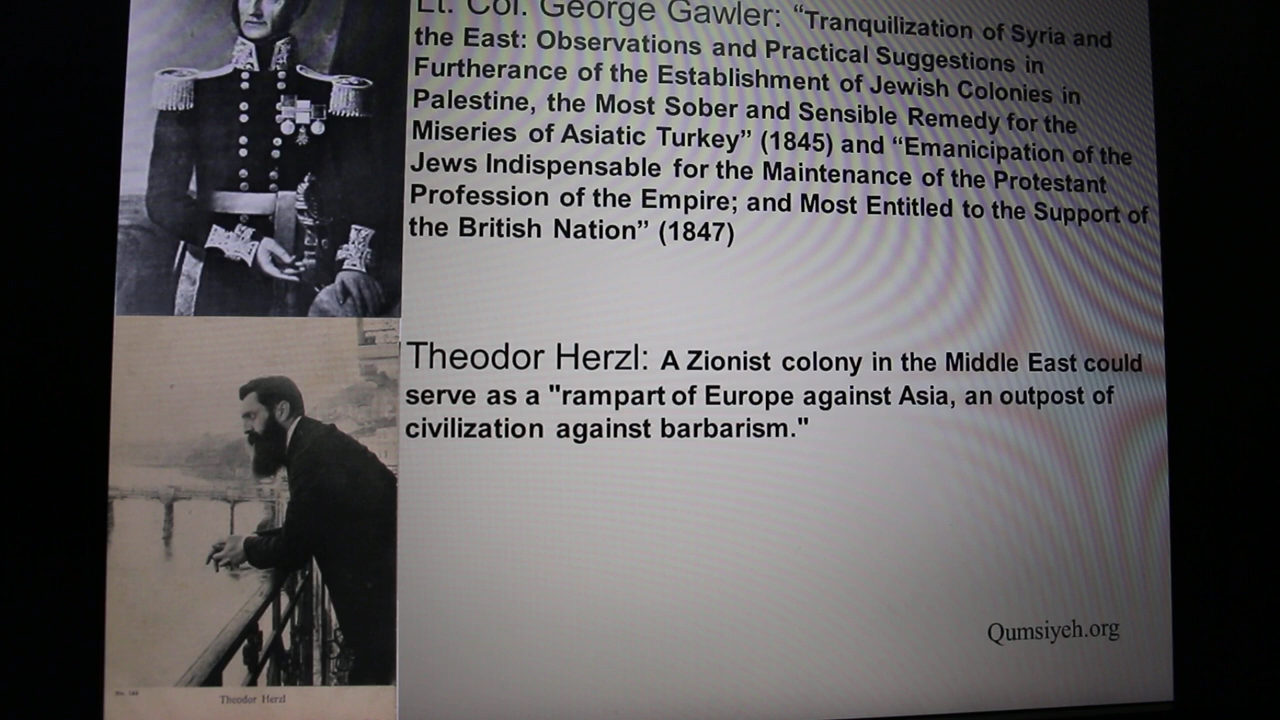 Lt. Col. George Gawler: “Tranquilization of Syria and
the East: Observations and Practical Suggestions in
Furtherance of the Establishment of Jewish Colonies in
Palestine, the Most Sober and Sensible Remedy for the
Miseries of Asiatic Turkey” (1845) and “Emanicipation of the
Jews Indispensable for the Maintenance of the Protestant
Profession of the Empire; and Most Entitled to the Support of
the British Nation” (1847)
Theodor Herzl: A Zionist colony in the Middle East could
serve as a "rampart of Europe against Asia, an outpost of
civilization against barbarism."
Qumsiyeh.org
Theodor Herzl